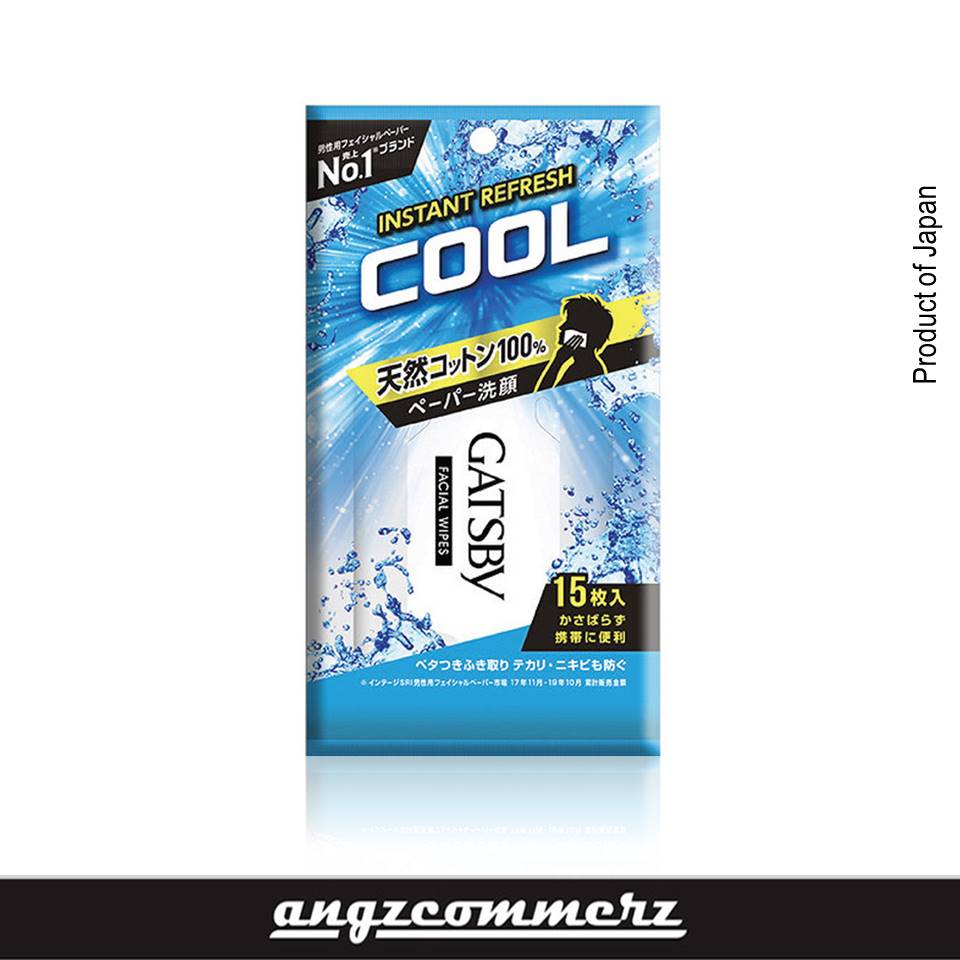 男性用フェイシャルペーパー
売上
No.1※ブランド
INSTANT REFRESH
COOL
天然コットン100%
ペーパー洗顔
GATSBY
FACIAL WIPES
15枚入
かさばらず
携帯に便利
ベタつきふき取り テカリ・ニキビも防ぐ
※インテージSRI男性用フェイシャルペーパー市場 17年11月-19年10月 累計販売金額
Product of Japan
angzcommerz